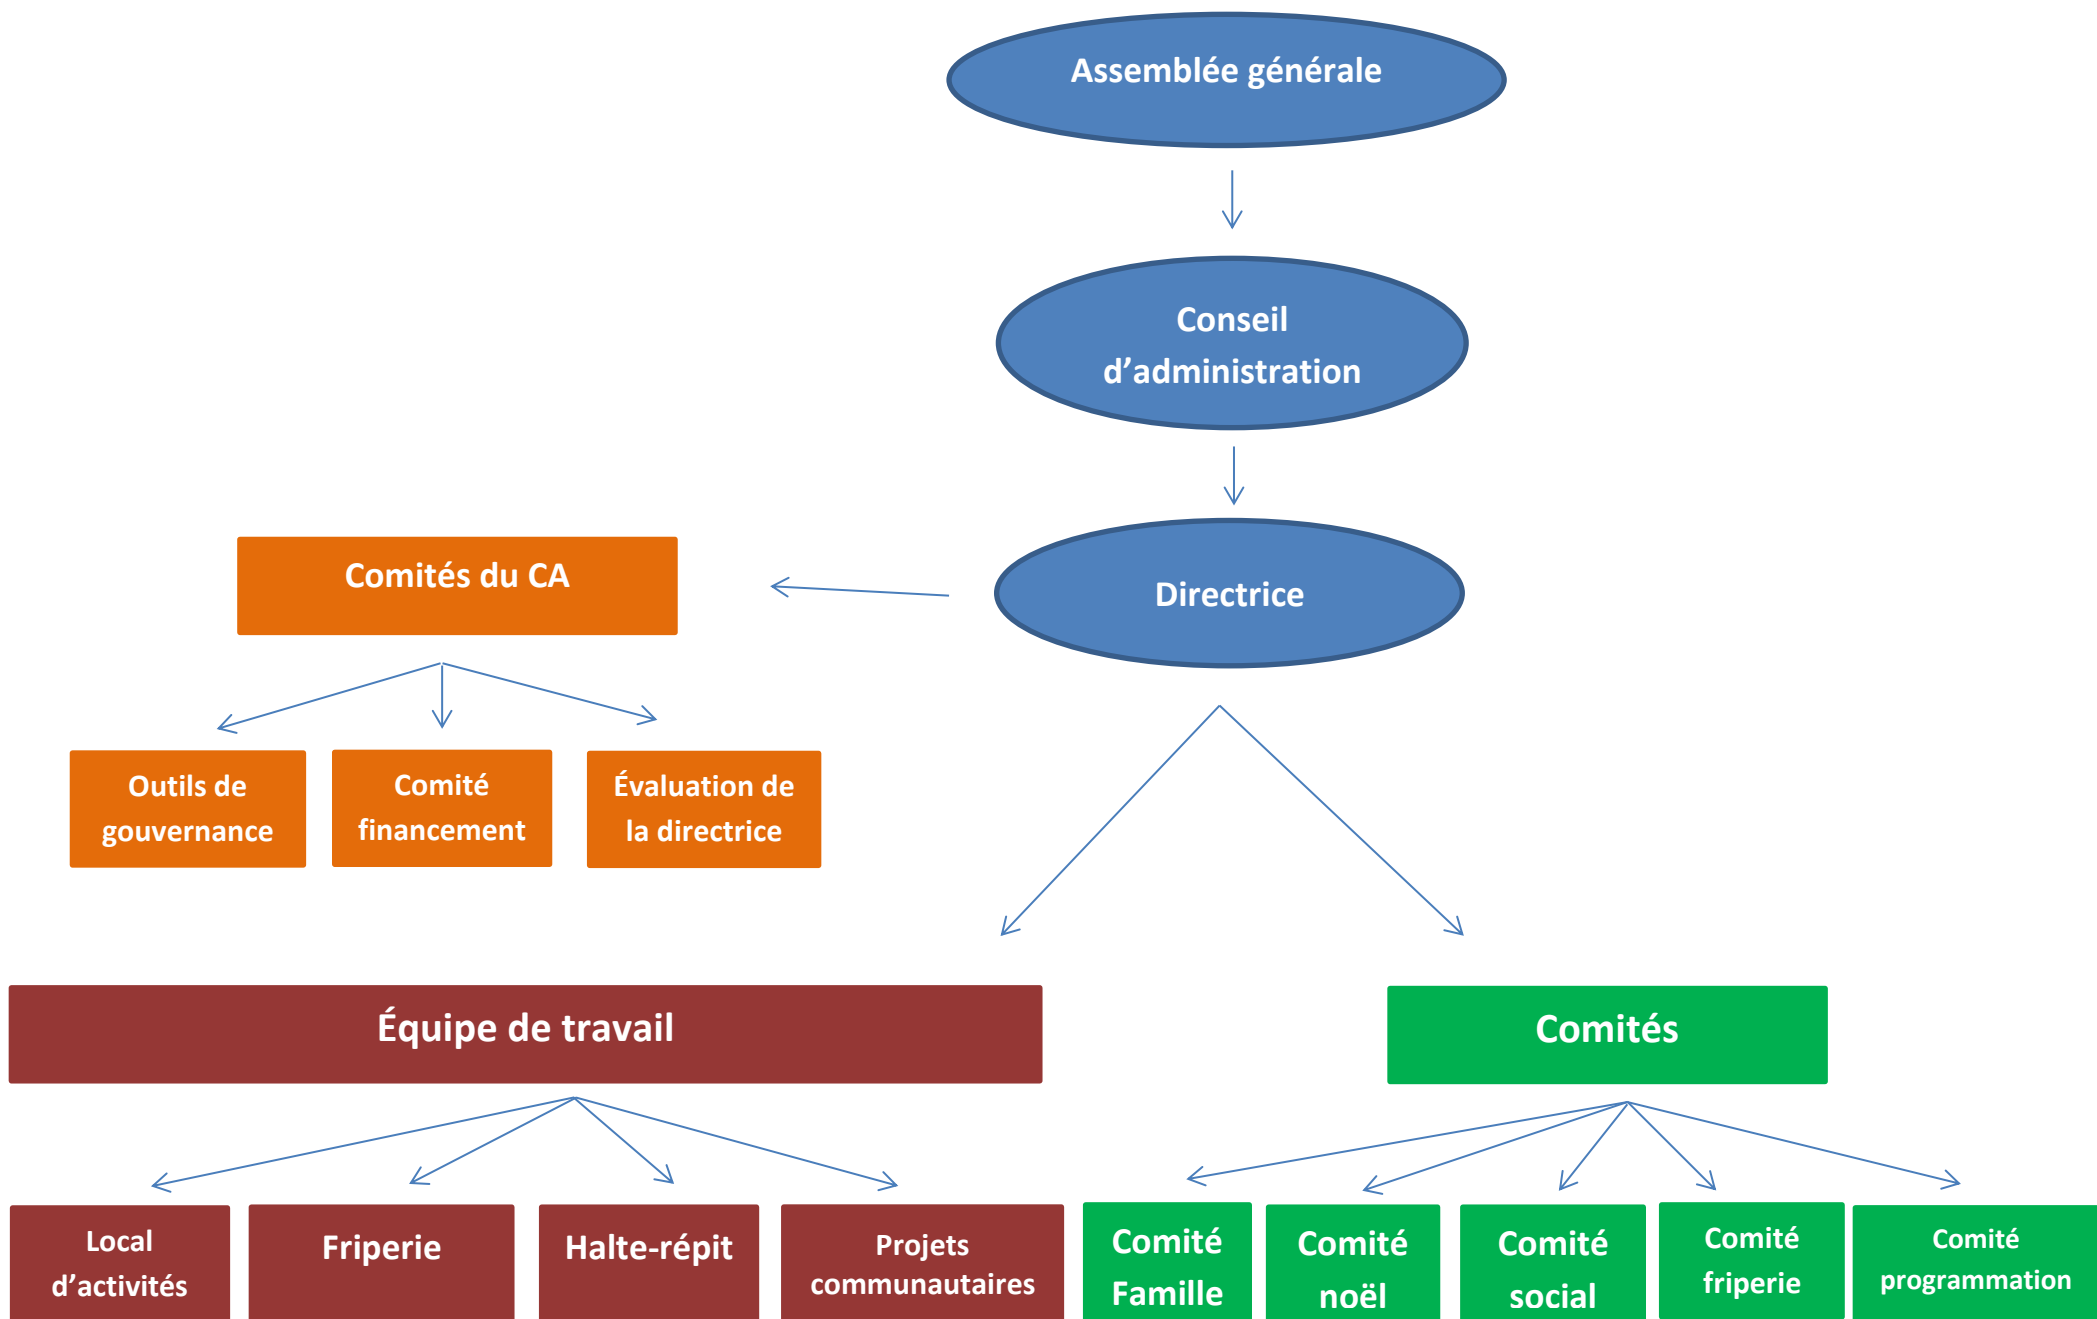 Assemblée générale
Conseil
d’administration
Directrice
Comités du CA
Outils de
gouvernance
Comité
financement
Évaluation de
la directrice
Équipe de travail
Comités
Local
d’activités
Friperie
Halte-répit
Projets
communautaires
Comité
Famille
Comité
noël
Comité
social
Comité
friperie
Comité
programmation